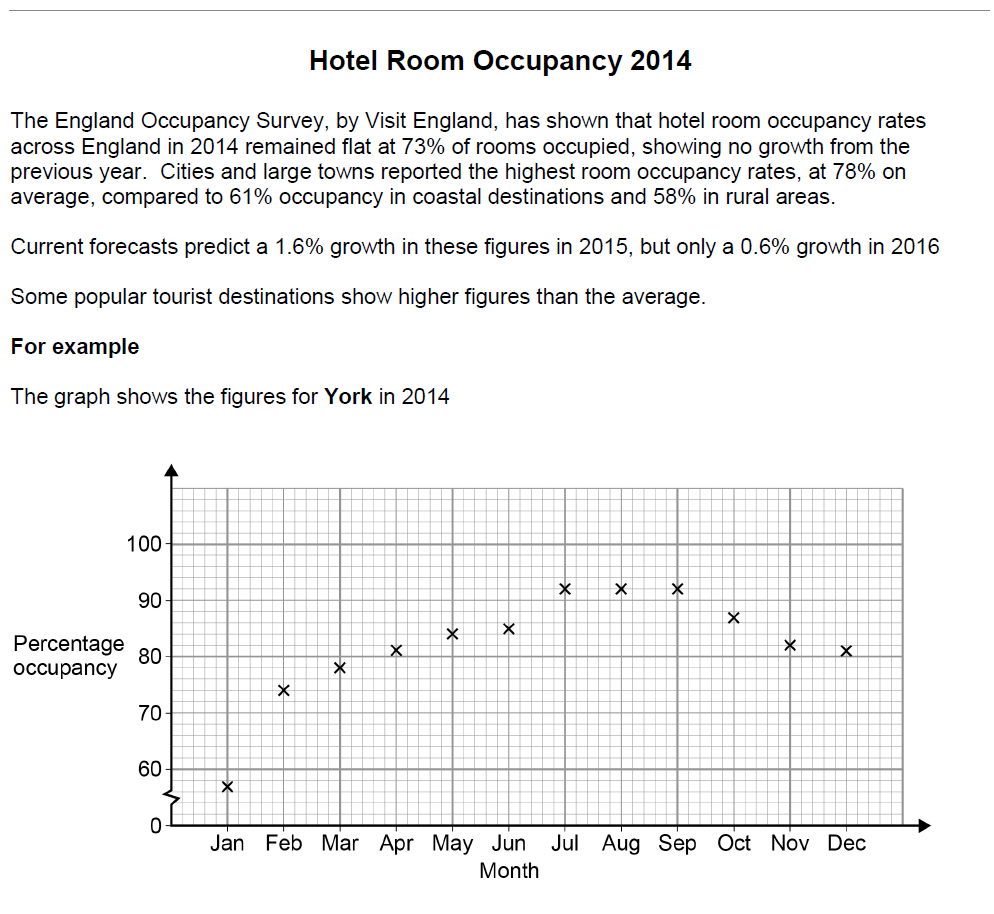 Hotel Room Occupancy 2014
The England Occupancy Survey, by Visit England, has shown that hotel room occupancy rates
across England in 2014 remained flat at 73% of rooms occupied, showing no growth from the
previous year.  Cities and large towns reported the highest room occupancy rates, at 78% on
average, compared to 61% occupancy in coastal destinations and 58% in rural areas.
Current forecasts predict a 1.6% growth in these figures in 2015, but only a 0.6% growth in 2016
Some popular tourist destinations show higher figures than the average.
For example
The graph shows the figures for York in 2014
100
90
Percentage
occupancy
80
70
60
0
Jan Feb Mar Apr May Jun Jul Aug Sep Oct Nov Dec
Month